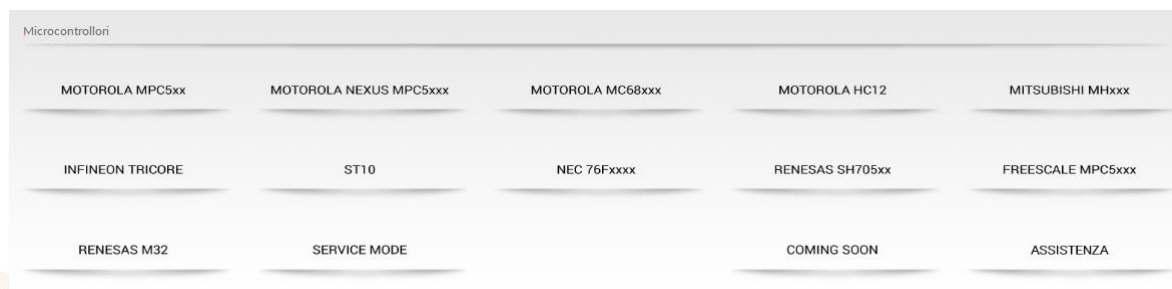 Microcontrollori
MOTOROLA MPC5xx MOTOROLA NEXUS MPC5xxx MOTOROLA MC68xxx MOTOROLA HC12 MITSUBISHI MHxxx
INFINEON TRICORE ST10 NEC 76Fxxxx RENESAS SH705xx FREESCALE MPC5xxx
RENESAS M32 SERVICE MODE COMING SOON ASSISTENZA